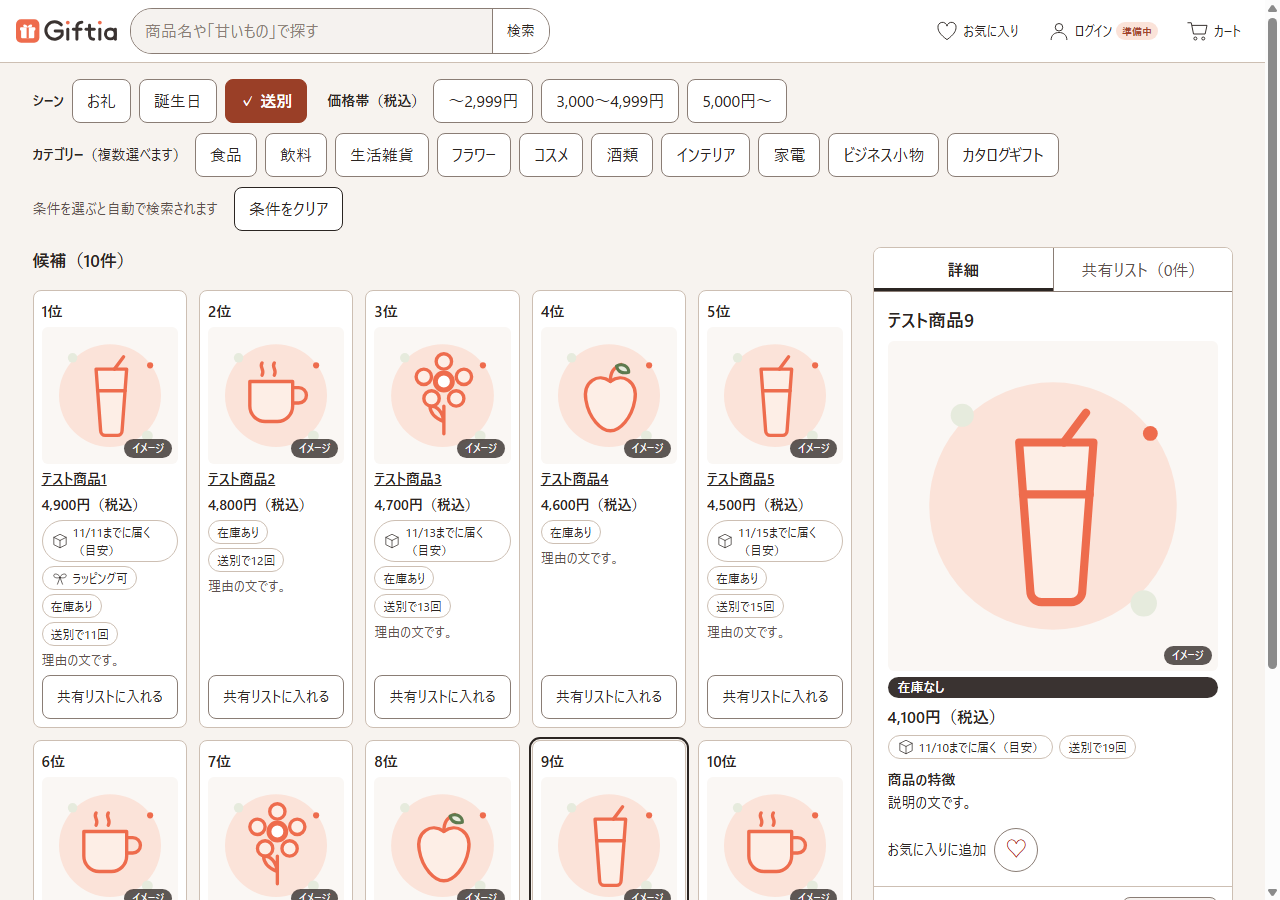 Giftia
商品名や「甘いもの」で探す
検索
お気に入り
ログイン 準備中
カート
シーン
お礼
誕生日
✓ 送別
価格帯（税込）
～2,999円
3,000～4,999円
5,000円～
カテゴリー（複数選べます）
食品
飲料
生活雑貨
フラワー
コスメ
酒類
インテリア
家電
ビジネス小物
カタログギフト
条件を選ぶと自動で検索されます
条件をクリア
候補（10件）
1位
イメージ
テスト商品1
4,900円（税込）
11/11までに届く
（目安）
ラッピング可
在庫あり
送別で11回
理由の文です。
共有リストに入れる
2位
イメージ
テスト商品2
4,800円（税込）
在庫あり
送別で12回
理由の文です。
共有リストに入れる
3位
イメージ
テスト商品3
4,700円（税込）
11/13までに届く
（目安）
在庫あり
送別で13回
理由の文です。
共有リストに入れる
4位
イメージ
テスト商品4
4,600円（税込）
在庫あり
理由の文です。
共有リストに入れる
5位
イメージ
テスト商品5
4,500円（税込）
11/15までに届く
（目安）
在庫あり
送別で15回
理由の文です。
共有リストに入れる
6位
イメージ
7位
イメージ
8位
イメージ
9位
イメージ
10位
イメージ
詳細
共有リスト（0件）
テスト商品9
イメージ
在庫なし
4,100円（税込）
11/10までに届く（目安）
送別で19回
商品の特徴
説明の文です。
お気に入りに追加